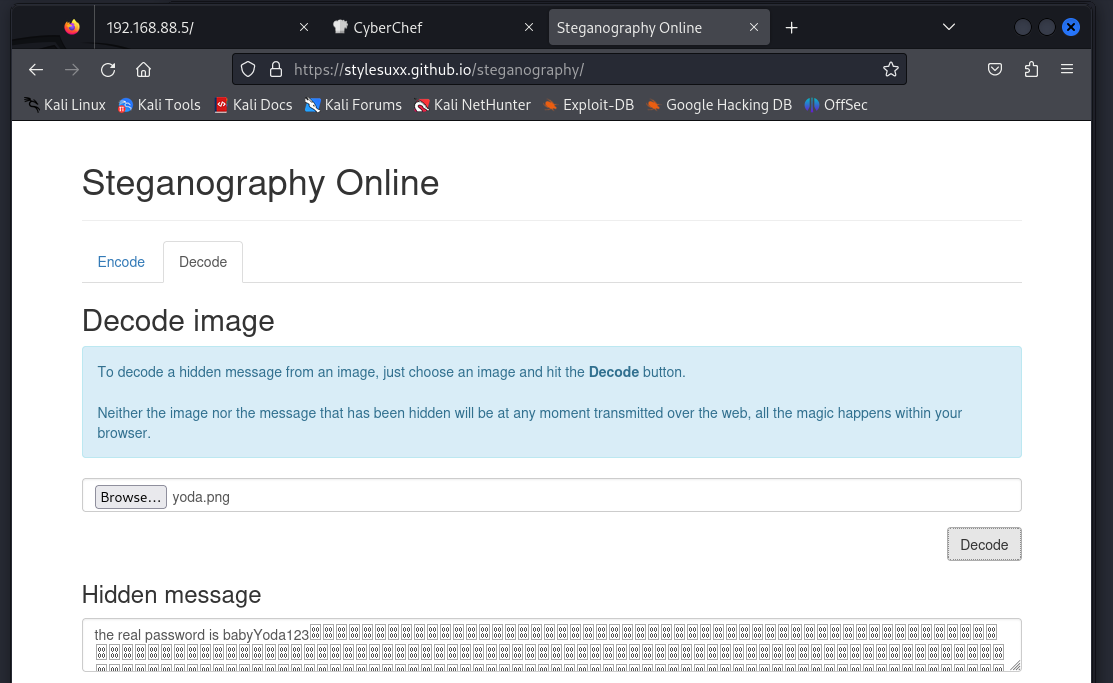 192.168.88.5/
CyberChef
Steganography Online
https://stylesuxx.github.io/steganography/
Kali Linux
Kali Tools
Kali Docs
Kali Forums
Kali NetHunter
Exploit-DB
Google Hacking DB
OffSec
Steganography Online
Encode
Decode
Decode image
To decode a hidden message from an image, just choose an image and hit the Decode button.
Neither the image nor the message that has been hidden will be at any moment transmitted over the web, all the magic happens within your
browser.
Browse… yoda.png
Decode
Hidden message
the real password is babyYoda123